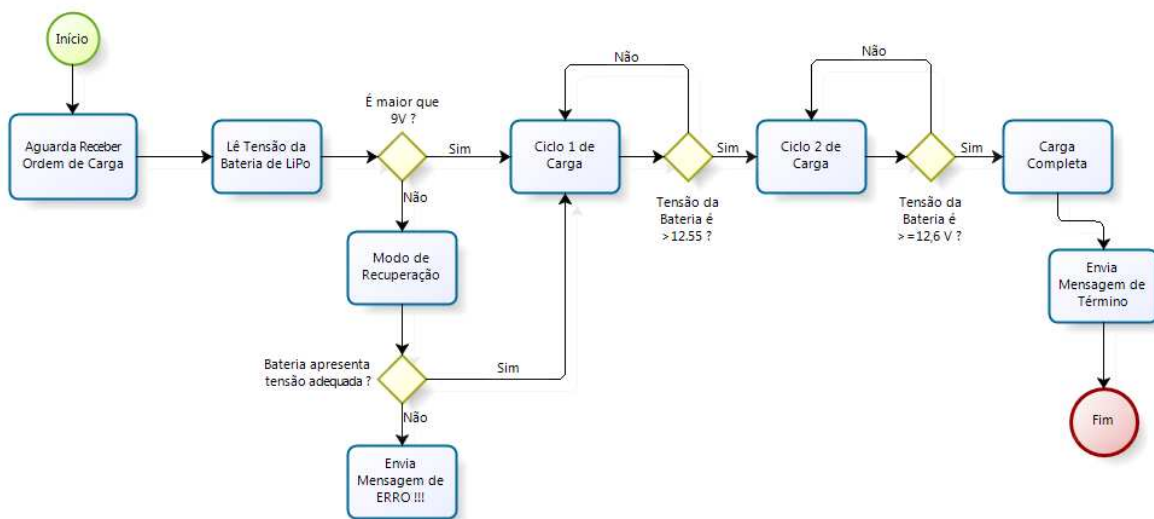 Início
Aguarda Receber
Ordem de Carga
Lê Tensão da
Bateria de LiPo
É maior que
9V ?
Sim
Não
Modo de
Recuperação
Bateria apresenta
tensão adequada ?
Sim
Não
Envia
Mensagem de
ERRO !!!
Ciclo 1 de
Carga
Não
Tensão da
Bateria é
>12.55 ?
Sim
Ciclo 2 de
Carga
Não
Tensão da
Bateria é
>=12,6 V ?
Sim
Carga
Completa
Envia
Mensagem de
Término
Fim